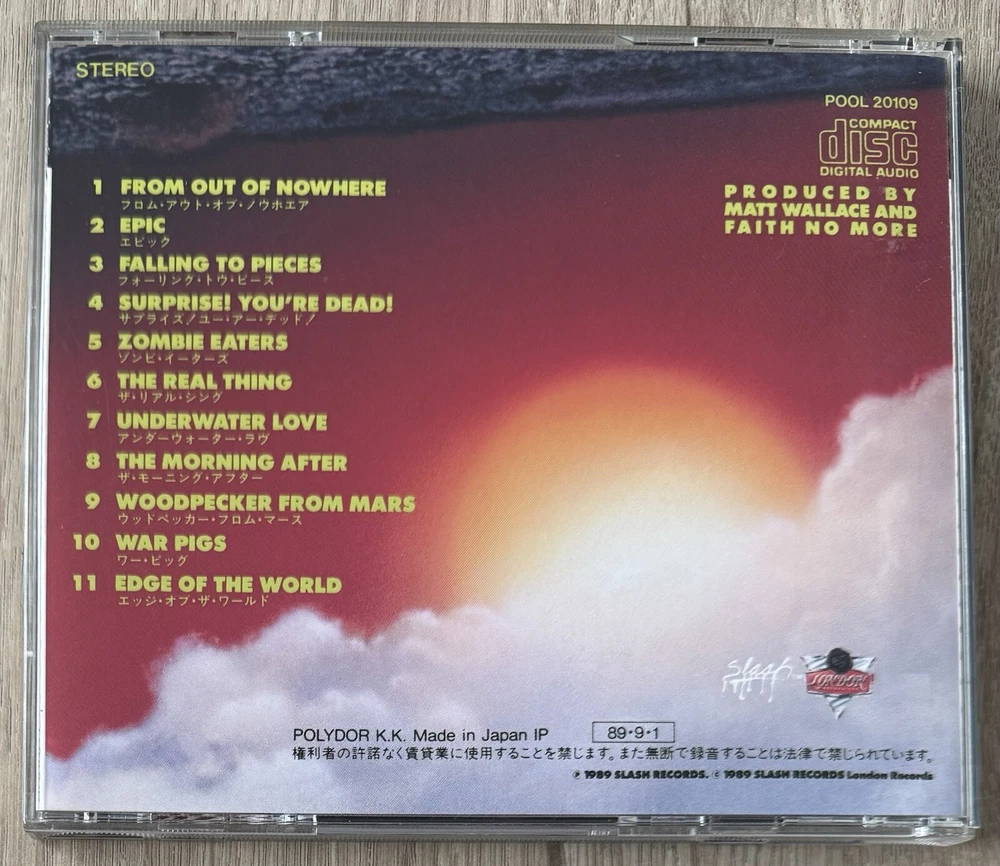 STEREO
POOL 20109
COMPACT
disc
DIGITAL AUDIO
PRODUCED BY
MATT WALLACE AND
FAITH NO MORE
1 FROM OUT OF NOWHERE
フロム・アウト・オブ・ノウホエア
2 EPIC
エピック
3 FALLING TO PIECES
フォーリング・トウ・ピース
4 SURPRISE! YOU'RE DEAD!
サプライズ!ユー・アー・デッド!
5 ZOMBIE EATERS
ゾンビ・イーターズ
6 THE REAL THING
ザ・リアル・シング
7 UNDERWATER LOVE
アンダーウォーター・ラヴ
8 THE MORNING AFTER
ザ・モーニング・アフター
9 WOODPECKER FROM MARS
ウッドペッカー・フロム・マース
10 WAR PIGS
ワー・ピッグ
11 EDGE OF THE WORLD
エッジ・オブ・ザ・ワールド
slash TM
LONDON
POLYDOR K.K. Made in Japan IP 89・9・1
権利者の許諾なく賃貸業に使用することを禁じます。また無断で録音することは法律で禁じられています。
℗ 1989 SLASH RECORDS. © 1989 SLASH RECORDS London Records